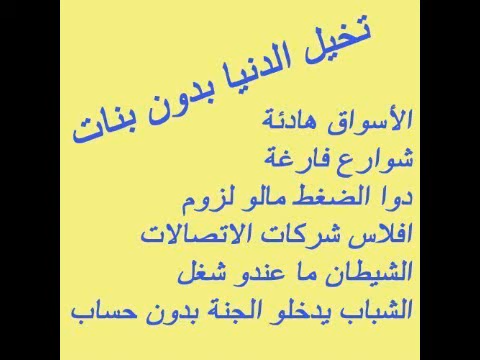 تخيل الدنيا بدون بنات
الأسواق هادئة
شوارع فارغة
دوا الضغط مالو لزوم
افلاس شركات الاتصالات
الشيطان ما عندو شغل
الشباب يدخلو الجنة بدون حساب